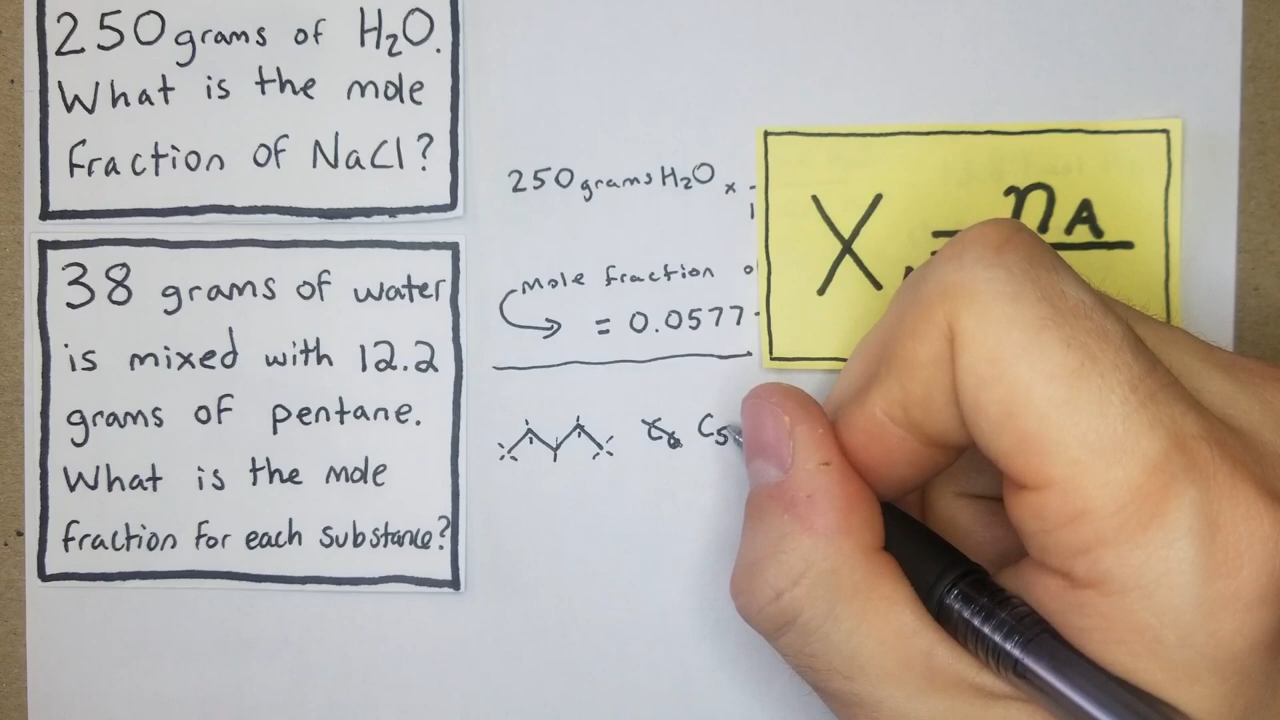 250 grams of H₂O.
What is the mole
fraction of NaCl?
38 grams of water
is mixed with 12.2
grams of pentane.
What is the mole
fraction for each substance?
250 grams H₂O x
mole fraction
= 0.0577
C₅
X = nA